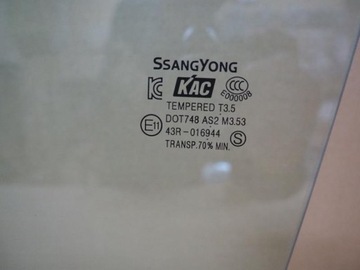 SSANGYONG
KC KAC CCC E000008
TEMPERED T3.5
E11 DOT748 AS2 M3.53
43R-016944 S
TRANSP.70% MIN.